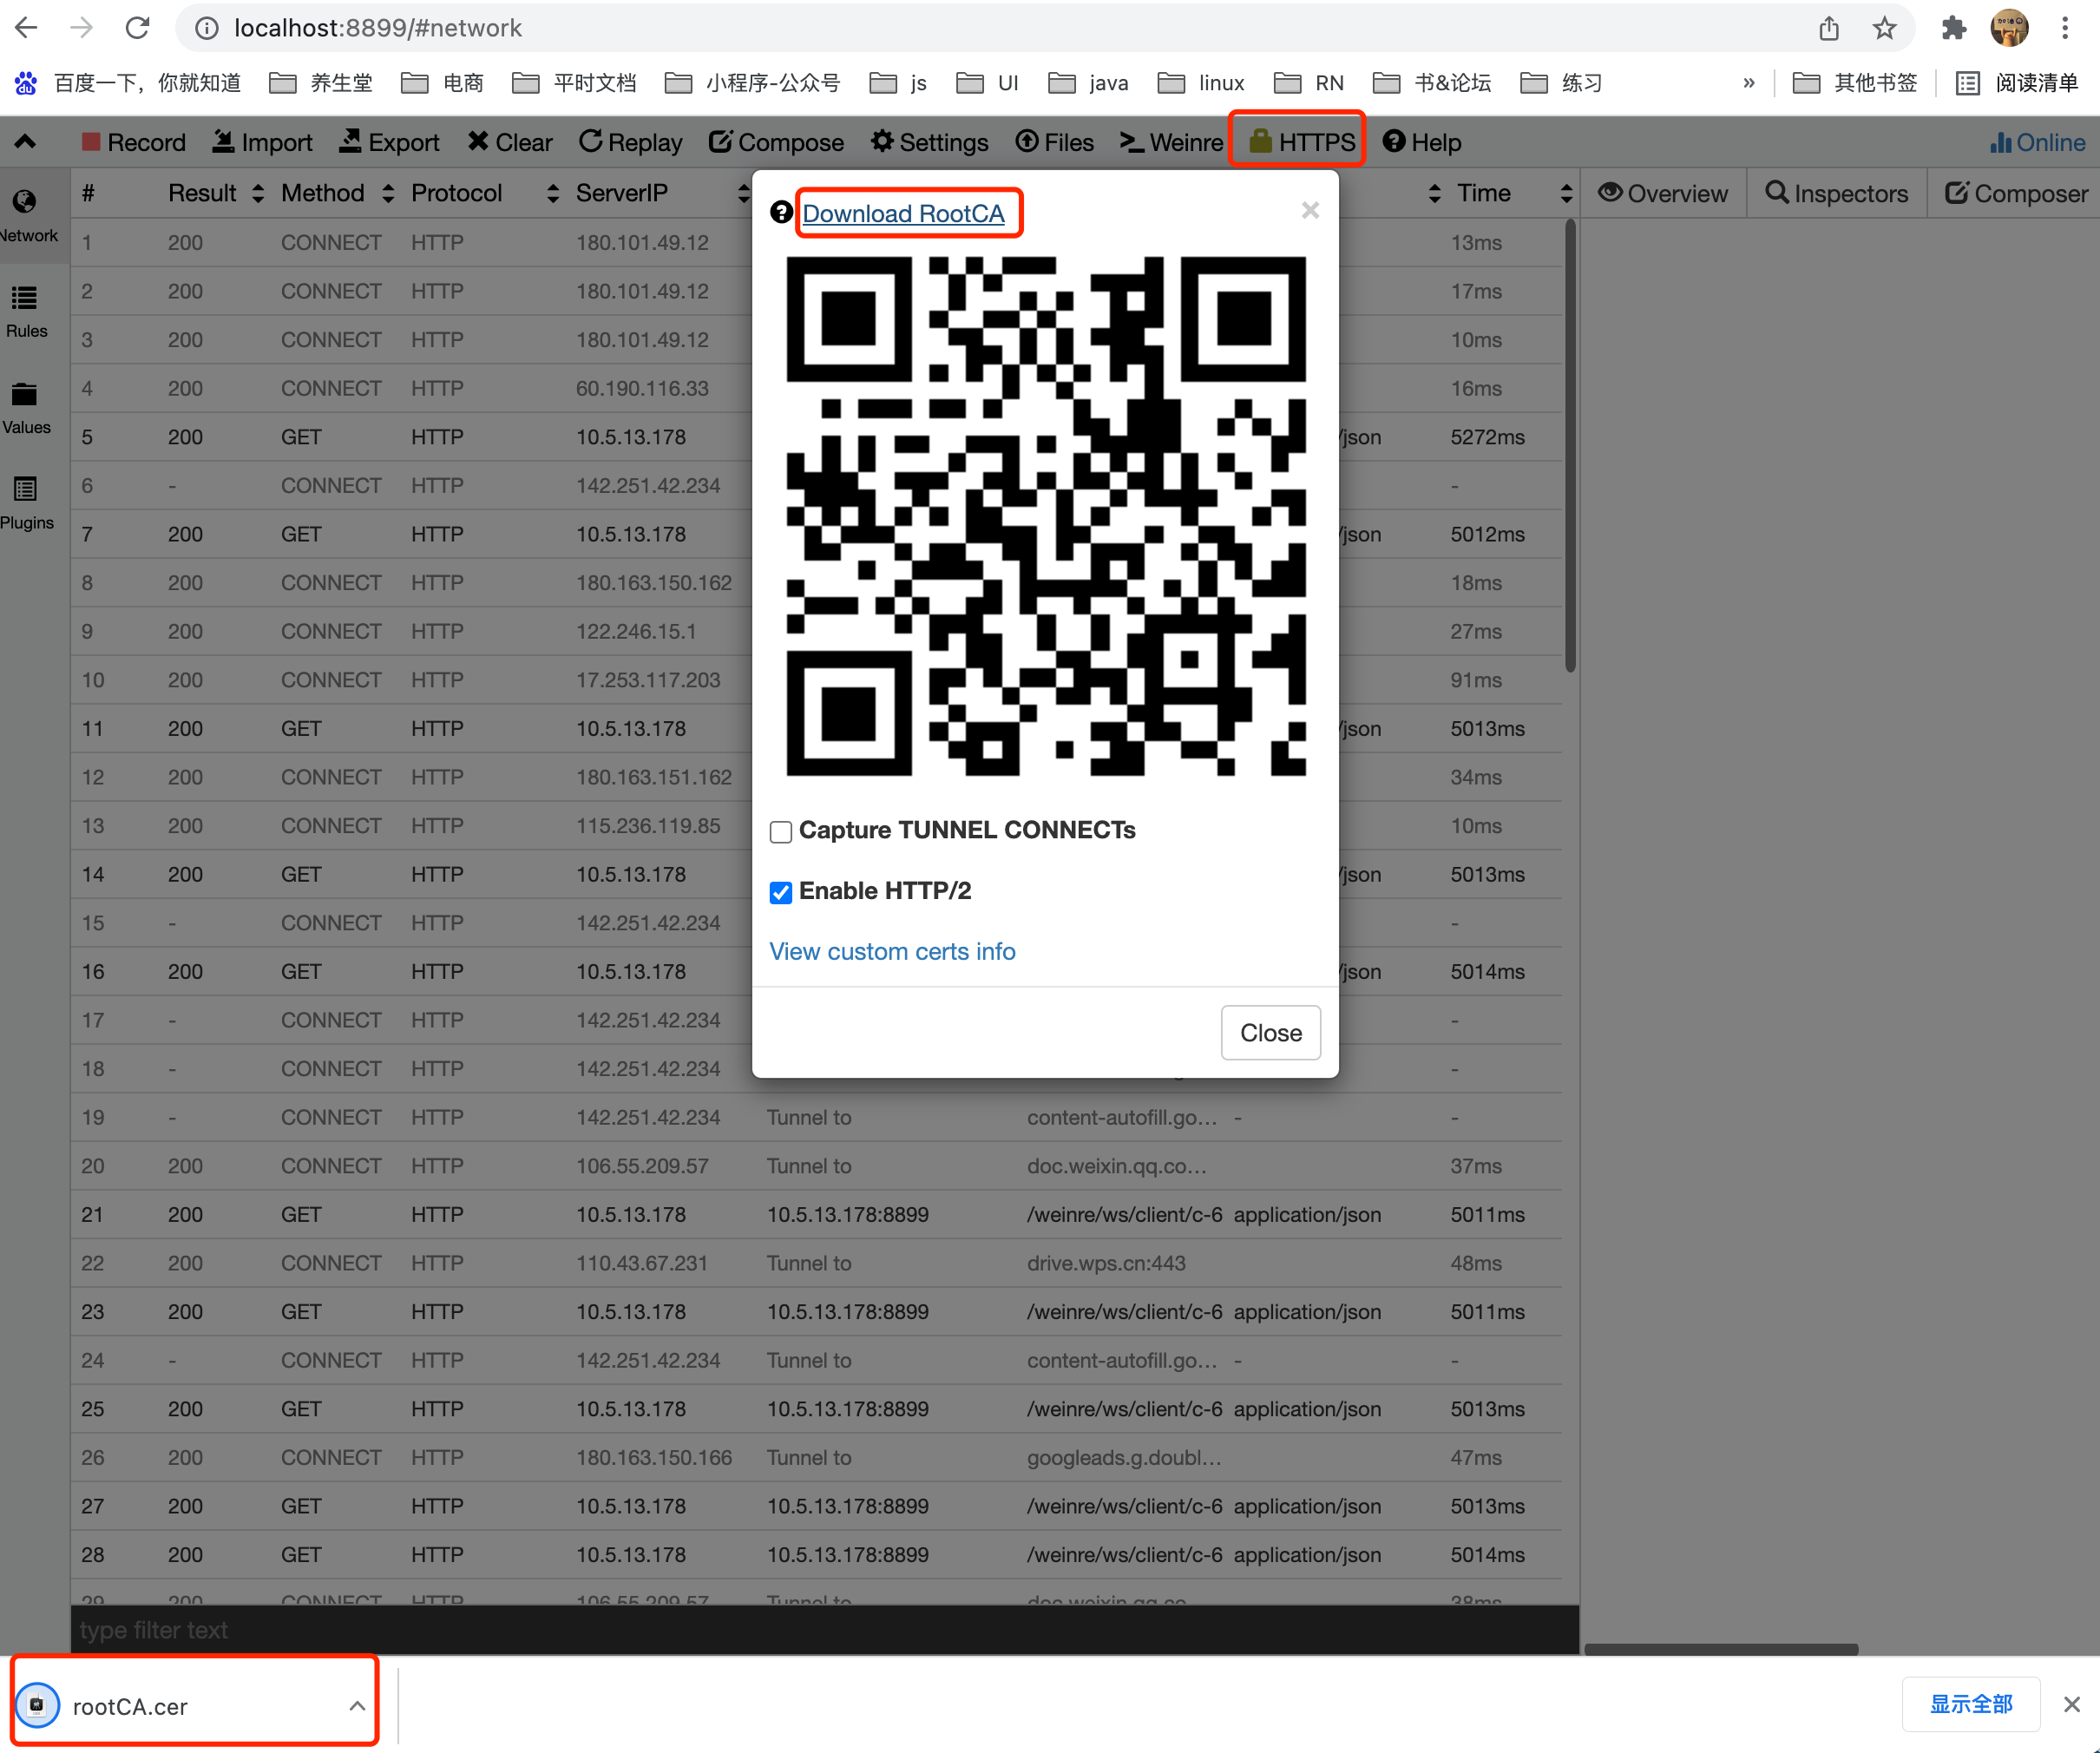 localhost:8899/#network
百度一下，你就知道 养生堂 电商 平时文档 小程序-公众号 js UI java linux RN 书&论坛 练习 » 其他书签 阅读清单
Record Import Export Clear Replay Compose Settings Files Weinre HTTPS Help Online
# Result Method Protocol ServerIP Time Overview Inspectors Composer
Network
Rules
Values
Plugins
Download RootCA ×
Capture TUNNEL CONNECTs
Enable HTTP/2
View custom certs info
Close
1 200 CONNECT HTTP 180.101.49.12 13ms
2 200 CONNECT HTTP 180.101.49.12 17ms
3 200 CONNECT HTTP 180.101.49.12 10ms
4 200 CONNECT HTTP 60.190.116.33 16ms
5 200 GET HTTP 10.5.13.178 /json 5272ms
6 - CONNECT HTTP 142.251.42.234 -
7 200 GET HTTP 10.5.13.178 /json 5012ms
8 200 CONNECT HTTP 180.163.150.162 18ms
9 200 CONNECT HTTP 122.246.15.1 27ms
10 200 CONNECT HTTP 17.253.117.203 91ms
11 200 GET HTTP 10.5.13.178 /json 5013ms
12 200 CONNECT HTTP 180.163.151.162 34ms
13 200 CONNECT HTTP 115.236.119.85 10ms
14 200 GET HTTP 10.5.13.178 /json 5013ms
15 - CONNECT HTTP 142.251.42.234 -
16 200 GET HTTP 10.5.13.178 /json 5014ms
17 - CONNECT HTTP 142.251.42.234 -
18 - CONNECT HTTP 142.251.42.234 -
19 - CONNECT HTTP 142.251.42.234 Tunnel to content-autofill.go... - -
20 200 CONNECT HTTP 106.55.209.57 Tunnel to doc.weixin.qq.co... 37ms
21 200 GET HTTP 10.5.13.178 10.5.13.178:8899 /weinre/ws/client/c-6 application/json 5011ms
22 200 CONNECT HTTP 110.43.67.231 Tunnel to drive.wps.cn:443 48ms
23 200 GET HTTP 10.5.13.178 10.5.13.178:8899 /weinre/ws/client/c-6 application/json 5011ms
24 - CONNECT HTTP 142.251.42.234 Tunnel to content-autofill.go... - -
25 200 GET HTTP 10.5.13.178 10.5.13.178:8899 /weinre/ws/client/c-6 application/json 5013ms
26 200 CONNECT HTTP 180.163.150.166 Tunnel to googleads.g.doubl... 47ms
27 200 GET HTTP 10.5.13.178 10.5.13.178:8899 /weinre/ws/client/c-6 application/json 5013ms
28 200 GET HTTP 10.5.13.178 10.5.13.178:8899 /weinre/ws/client/c-6 application/json 5014ms
29 200 CONNECT HTTP 106.55.209.57 Tunnel to doc.weixin.qq.co 38ms
type filter text
rootCA.cer 显示全部